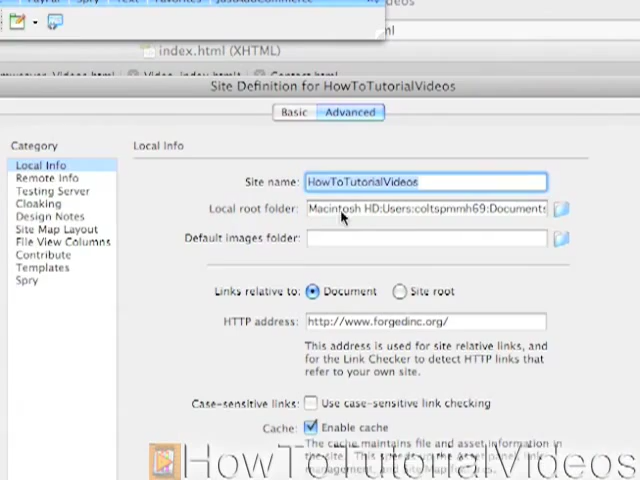 index.html (XHTML)
Site Definition for HowToTutorialVideos
Basic Advanced
Category
Local Info
Local Info
Remote Info
Testing Server
Cloaking
Design Notes
Site Map Layout
File View Columns
Contribute
Templates
Spry
Site name: HowToTutorialVideos
Local root folder: Macintosh HD:Users:coltspmmh69:Documents
Default images folder:
Links relative to: Document Site root
HTTP address: http://www.forgedinc.org/
This address is used for site relative links, and
for the Link Checker to detect HTTP links that
refer to your own site.
Case-sensitive links: Use case-sensitive link checking
Cache: Enable cache
The cache maintains file and asset information in
HowToTutorialVideos